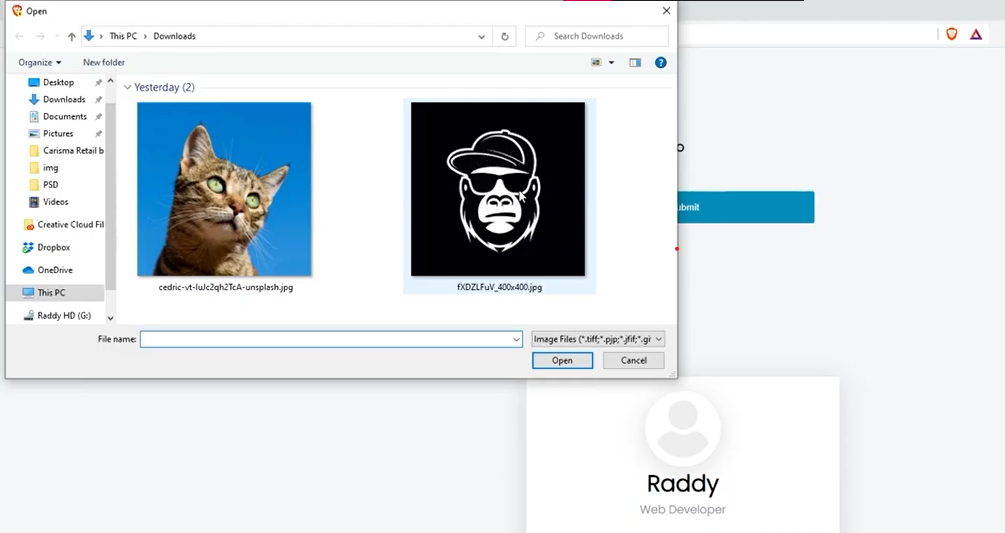 Open
This PC
Downloads
Search Downloads
Organize
New folder
Desktop
Downloads
Documents
Pictures
Carisma Retail b
img
PSD
Videos
Creative Cloud Fil
Dropbox
OneDrive
This PC
Raddy HD (G:)
Yesterday (2)
cedric-vt-IuJc2qh2TcA-unsplash.jpg
fXDZLFuV_400x400.jpg
File name:
Image Files (*.tiff;*.pjp;*.jfif;*.gi
Open
Cancel
o
ubmit
Raddy
Web Developer